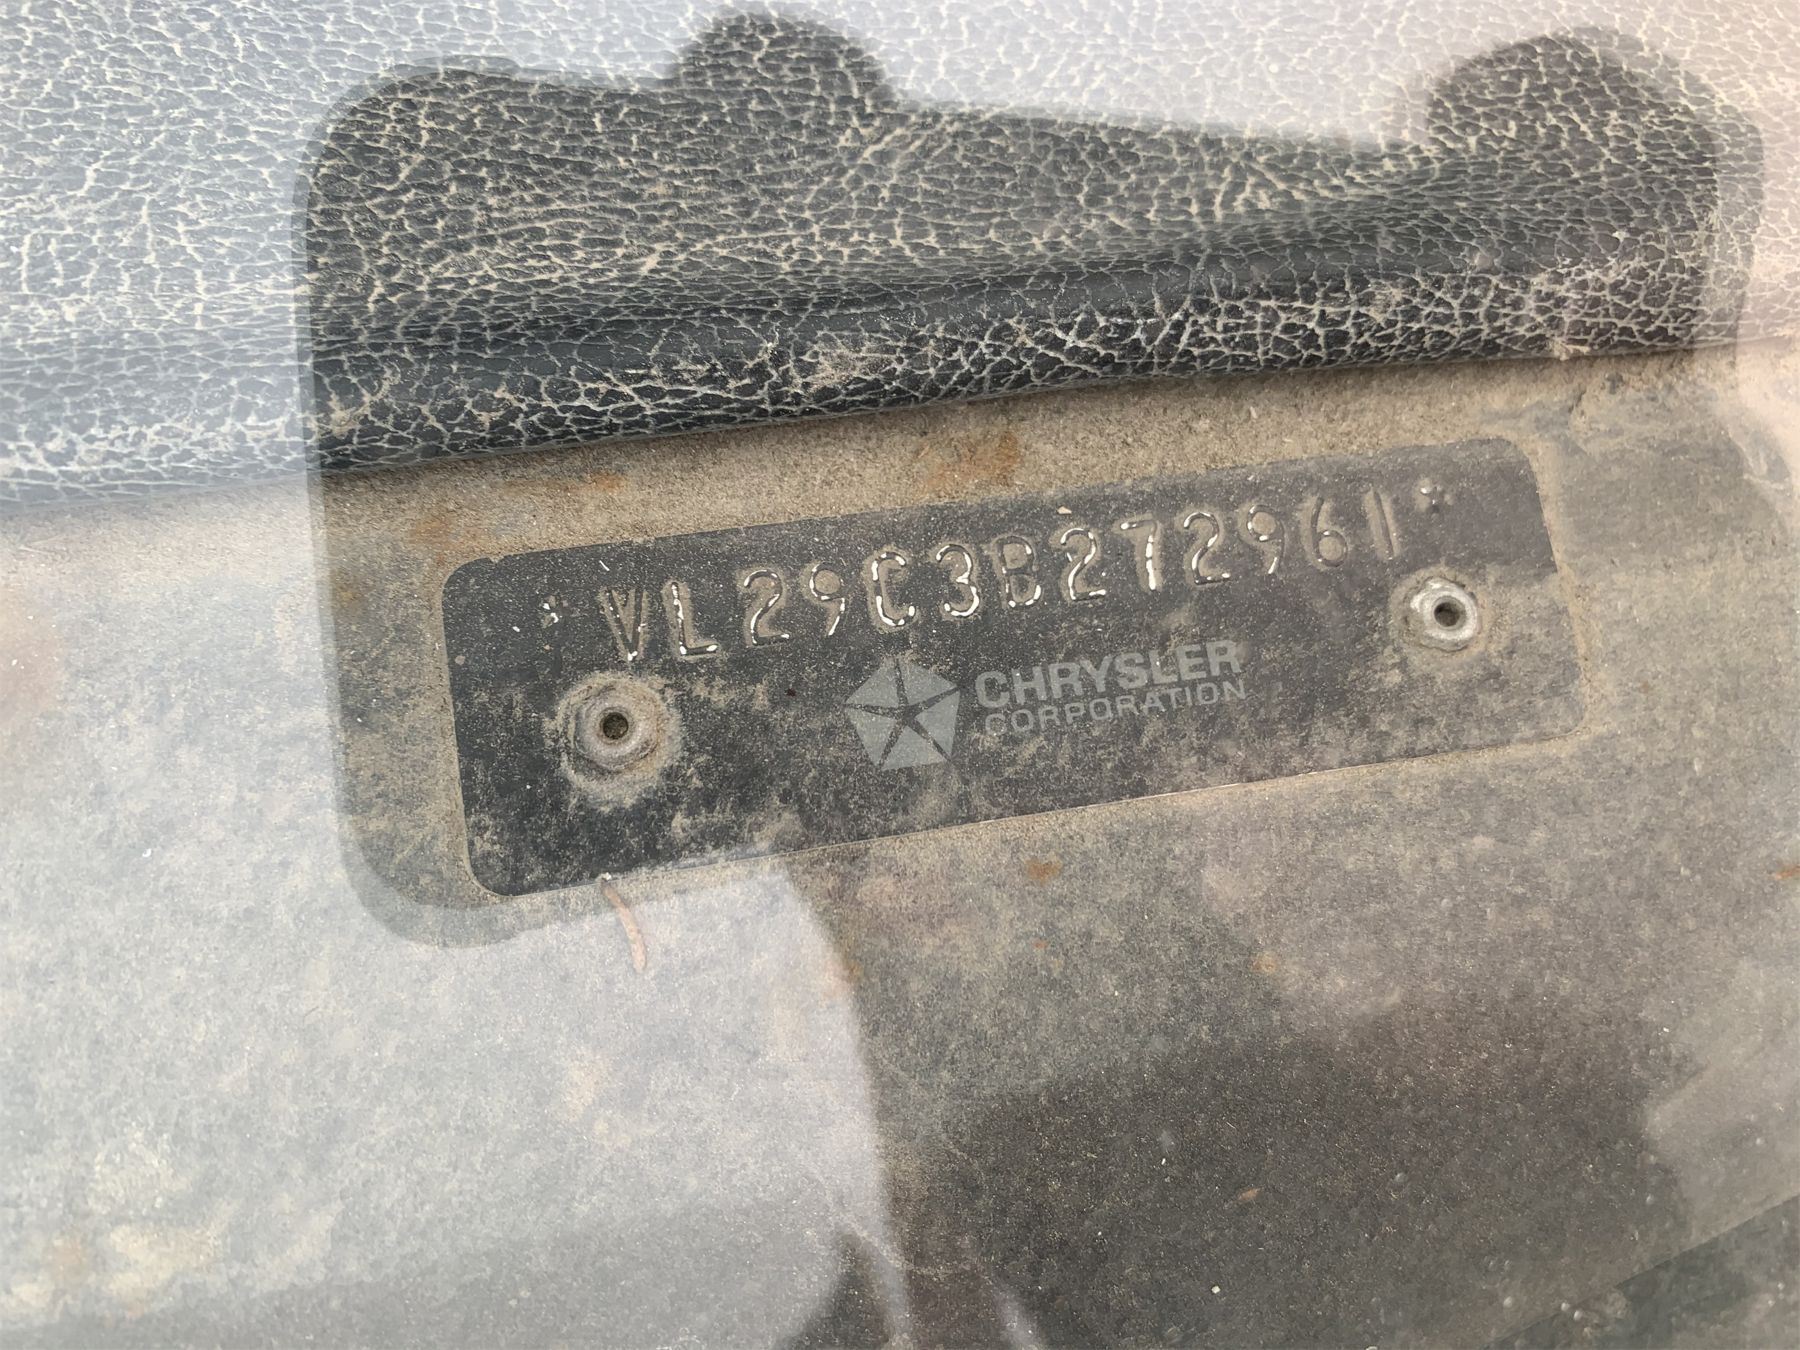 *VL29C3B272961*
CHRYSLER
CORPORATION